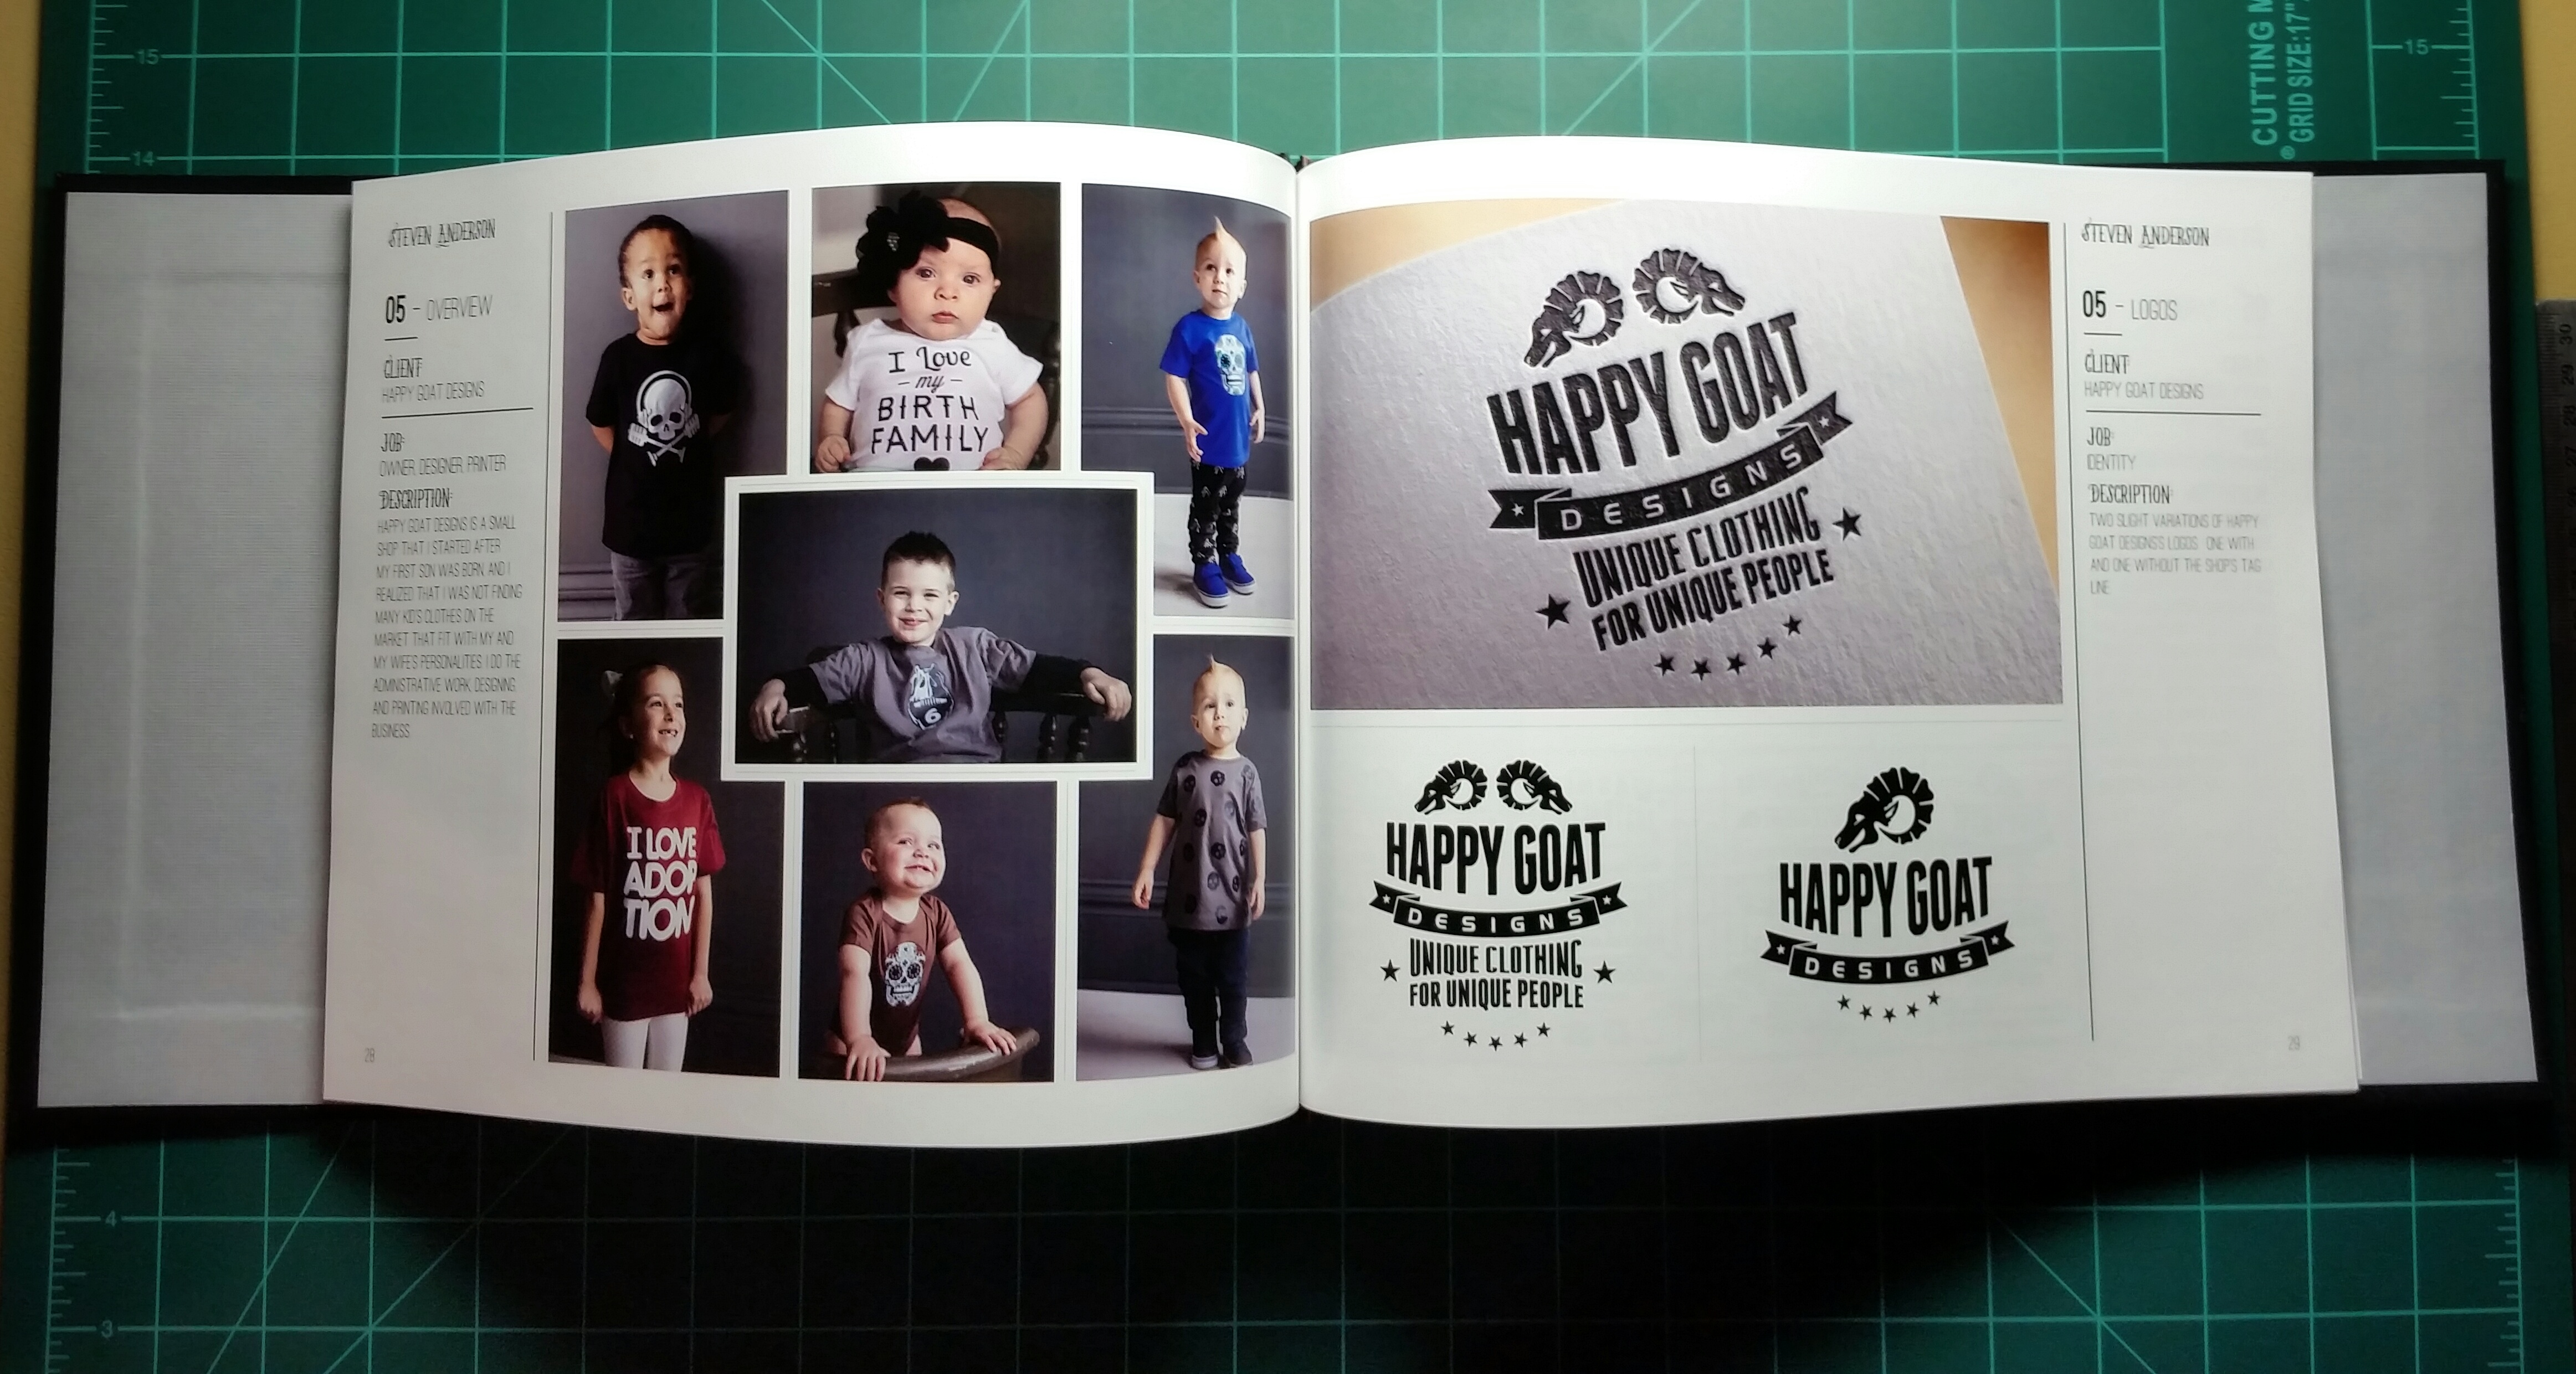 15
14
CUTTING M
GRID SIZE:17"
15
STEVEN ANDERSON
05 - OVERVIEW
CLIENT:
HAPPY GOAT DESIGNS
JOB:
OWNER, DESIGNER, PRINTER
DESCRIPTION:
HAPPY GOAT DESIGNS IS A SMALL
SHOP THAT I STARTED AFTER
MY FIRST SON WAS BORN, AND I
REALIZED THAT I WAS NOT FINDING
MANY KID'S CLOTHES ON THE
MARKET THAT FIT WITH MY AND
MY WIFE'S PERSONALITIES. I DO THE
ADMINISTRATIVE WORK, DESIGNING,
AND PRINTING INVOLVED WITH THE
BUSINESS.
28
I Love
- my -
BIRTH
FAMILY
6
I LOVE
ADOP
TION
HAPPY GOAT
DESIGNS
UNIQUE CLOTHING
FOR UNIQUE PEOPLE
HAPPY GOAT
DESIGNS
UNIQUE CLOTHING
FOR UNIQUE PEOPLE
HAPPY GOAT
DESIGNS
STEVEN ANDERSON
05 - LOGOS
CLIENT:
HAPPY GOAT DESIGNS
JOB:
IDENTITY
DESCRIPTION:
TWO SLIGHT VARIATIONS OF HAPPY
GOAT DESIGNS'S LOGOS. ONE WITH
AND ONE WITHOUT THE SHOP'S TAG
LINE.
29
30
29
4
3